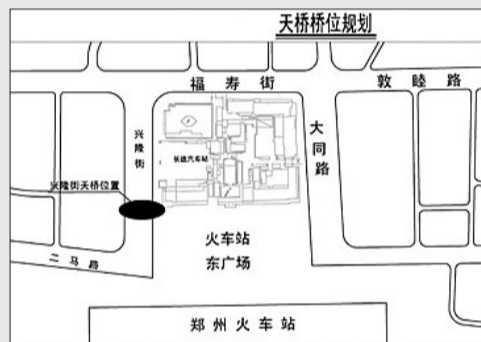 天桥桥位规划
福寿街
敦睦路
兴隆街
大同路
长途汽车站
兴隆街天桥位置
二马路
火车站
东广场
郑州火车站